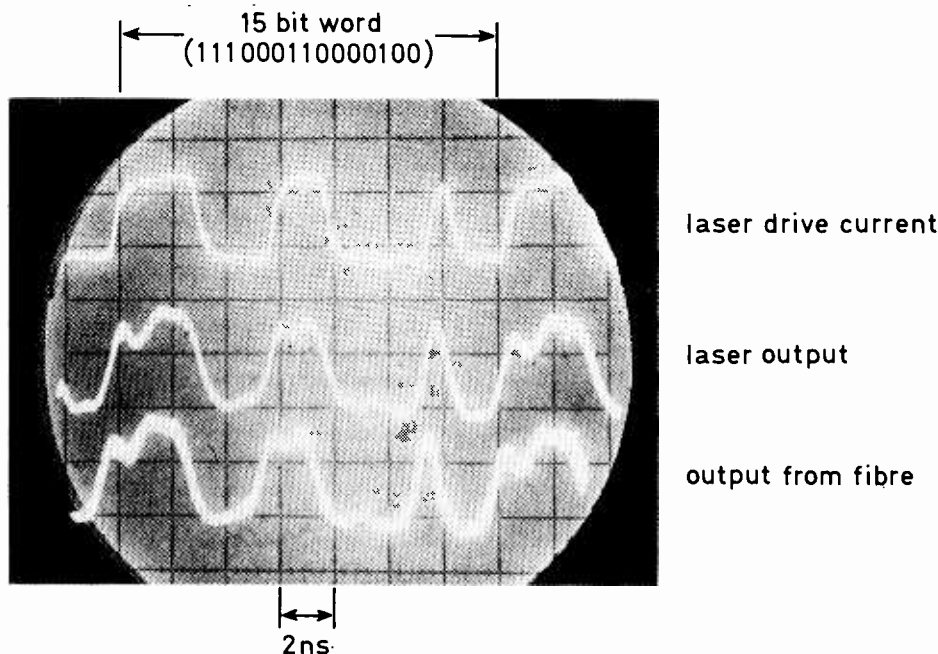 15 bit word
(111000110000100)
laser drive current
laser output
output from fibre
2ns